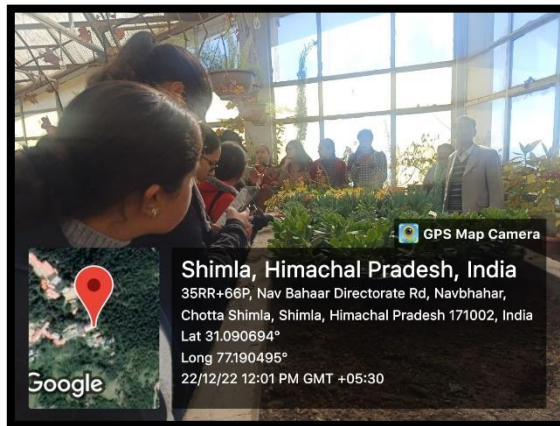 GPS Map Camera
Shimla, Himachal Pradesh, India
35RR+66P, Nav Bahaar Directorate Rd, Navbhahar,
Chotta Shimla, Shimla, Himachal Pradesh 171002, India
Lat 31.090694°
Long 77.190495°
22/12/22 12:01 PM GMT +05:30
Google